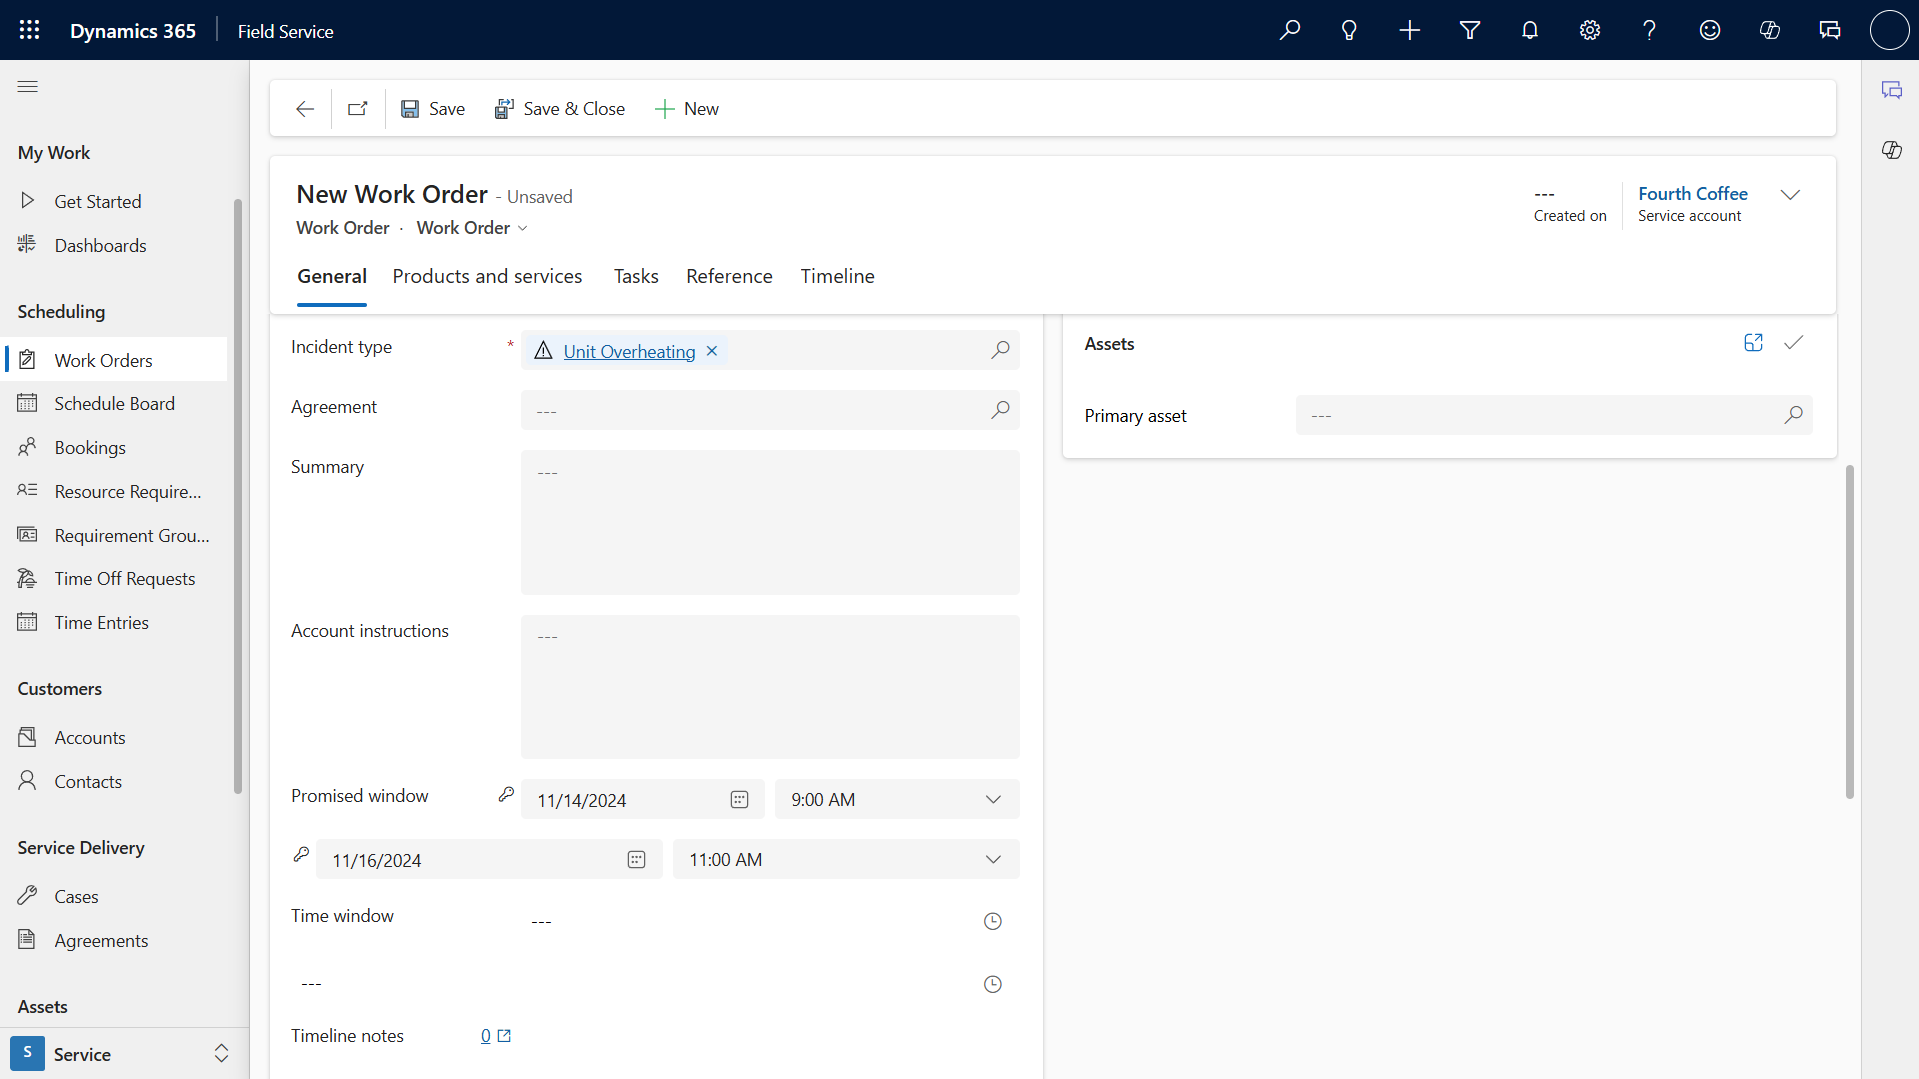 Dynamics 365
Field Service
Save
Save & Close
New
My Work
Get Started
Dashboards
Scheduling
Work Orders
Schedule Board
Bookings
Resource Require...
Requirement Grou...
Time Off Requests
Time Entries
Customers
Accounts
Contacts
Service Delivery
Cases
Agreements
Assets
S Service
New Work Order - Unsaved
Work Order · Work Order
---
Created on
Fourth Coffee
Service account
General Products and services Tasks Reference Timeline
Incident type * Unit Overheating
Agreement ---
Summary ---
Account instructions ---
Promised window 11/14/2024 9:00 AM
11/16/2024 11:00 AM
Time window ---
---
Timeline notes 0
Assets
Primary asset ---